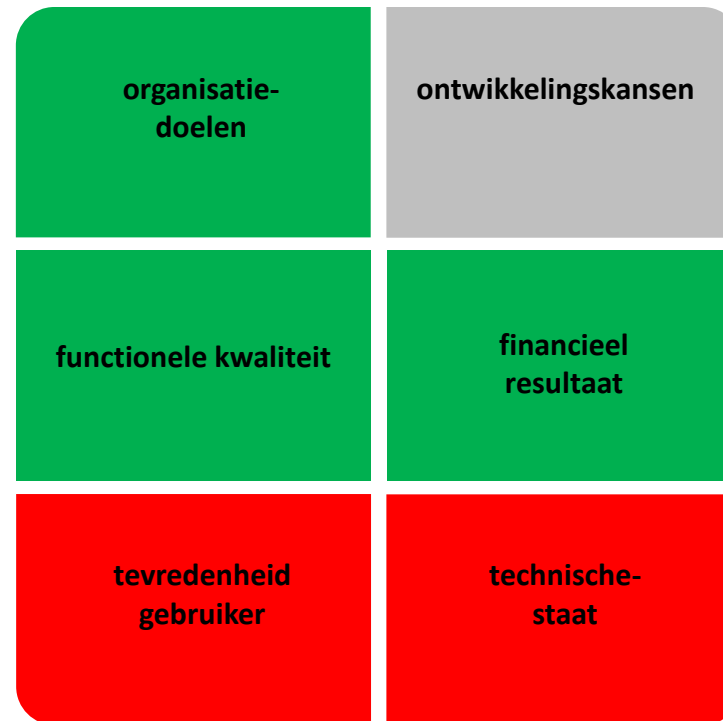 organisatie-
doelen
ontwikkelingskansen
functionele kwaliteit
financieel
resultaat
tevredenheid
gebruiker
technische-
staat